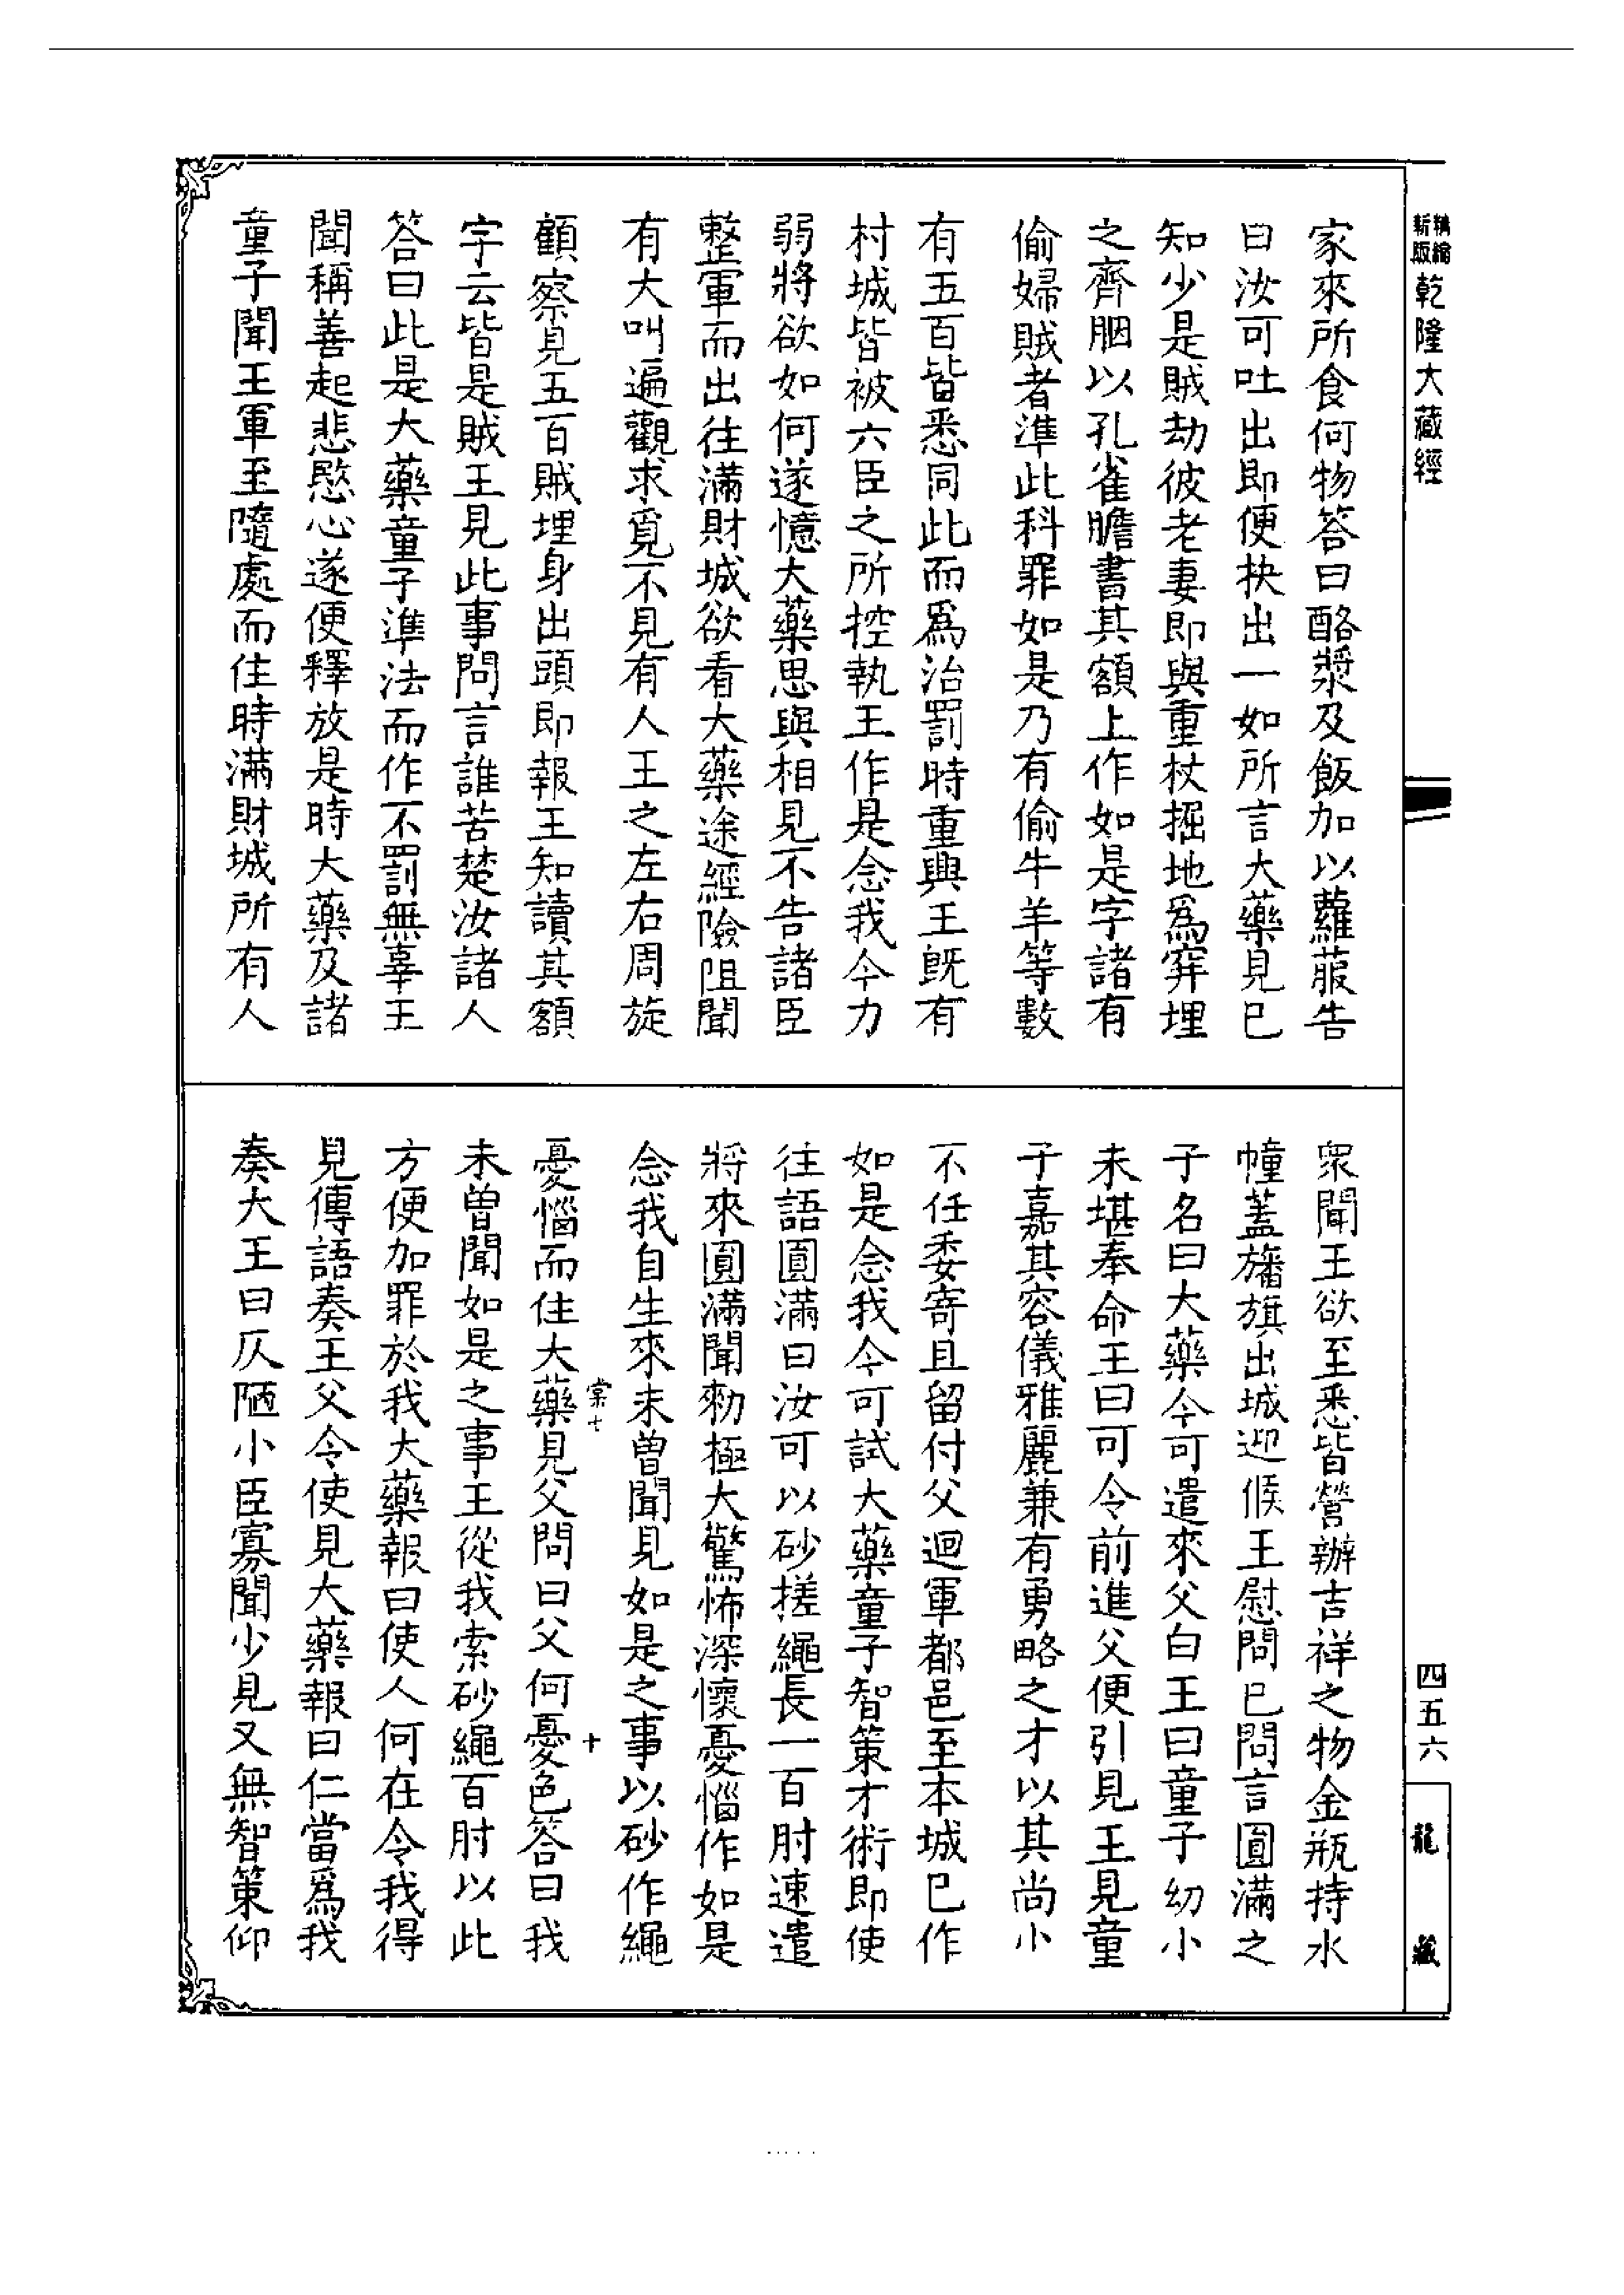 精縮新版乾隆大藏經
家來所食何物答曰酪漿及飯加以蘿菔告
曰汝可吐出即便抉出一如所言大藥見已
知少是賊劫彼老妻即與重杖掘地爲穽埋
之齊胭以孔雀膽書其額上作如是字諸有
偷婦賊者準此科罪如是乃有偷牛羊等數
有五百皆悉同此而爲治罰時重興王既有
村城皆被六臣之所控執王作是念我今力
弱將欲如何遂憶大藥思與相見不告諸臣
整軍而出往滿財城欲看大藥途經險阻聞
有大叫遍觀求覓不見有人王之左右周旋
顧察見五百賊埋身出頭即報王知讀其額
字云皆是賊王見此事問言誰苦楚汝諸人
答曰此是大藥童子準法而作不罰無辜王
聞稱善起悲愍心遂便釋放是時大藥及諸
童子聞王軍至隨處而住時滿財城所有人
衆聞王欲至悉皆營辦吉祥之物金瓶持水
幢蓋旛旗出城迎候王慰問已問言圓滿之
子名曰大藥今可遣來父白王曰童子幼小
未堪奉命王曰可令前進父便引見王見童
子嘉其容儀雅麗兼有勇略之才以其尚小
不任委寄且留付父迴軍都邑至本城已作
如是念我今可試大藥童子智策才術即使
往語圓滿曰汝可以砂搓繩長一百肘速遣
將來圓滿聞勅極大驚怖深懷憂惱作如是
念我自生來未曾聞見如是之事以砂作繩
憂惱而住大藥見父問曰父何憂色答曰我
未曾聞如是之事王從我索砂繩百肘以此
方便加罪於我大藥報曰使人何在令我得
見傳語奏王父令使見大藥報曰仁當爲我
奏大王曰仄陋小臣寡聞少見又無智策仰
棠七
十
四五六
龍藏